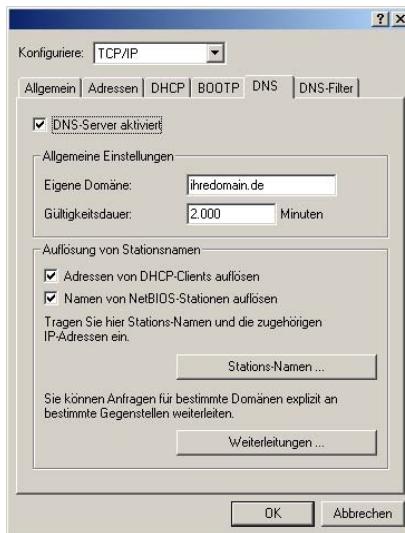 Konfiguriere: TCP/IP
Allgemein Adressen DHCP BOOTP DNS DNS-Filter
DNS-Server aktiviert
Allgemeine Einstellungen
Eigene Domäne: ihredomain.de
Gültigkeitsdauer: 2.000 Minuten
Auflösung von Stationsnamen
Adressen von DHCP-Clients auflösen
Namen von NetBIOS-Stationen auflösen
Tragen Sie hier Stations-Namen und die zugehörigen
IP-Adressen ein.
Stations-Namen ...
Sie können Anfragen für bestimmte Domänen explizit an
bestimmte Gegenstellen weiterleiten.
Weiterleitungen ...
OK Abbrechen